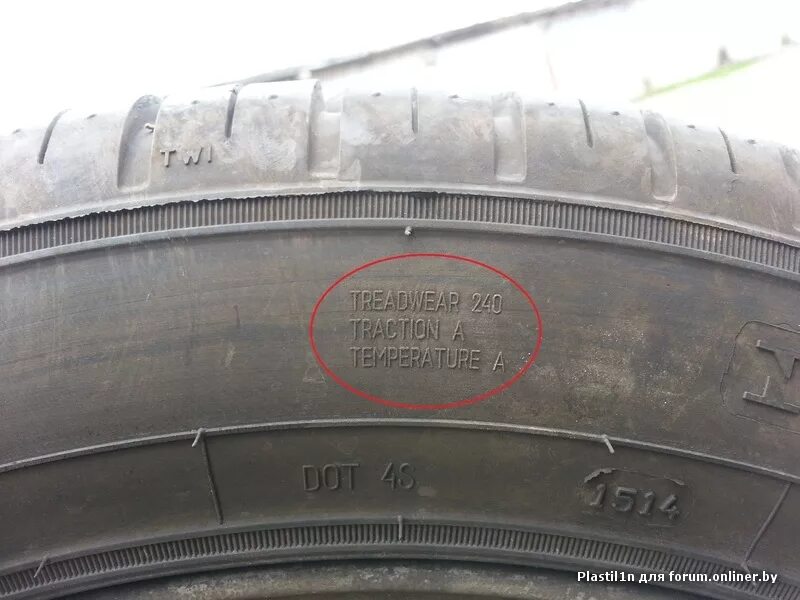 TWI
TREADWEAR 240
TRACTION A
TEMPERATURE A
DOT 4S
1514
Plastil1n для forum.onliner.by